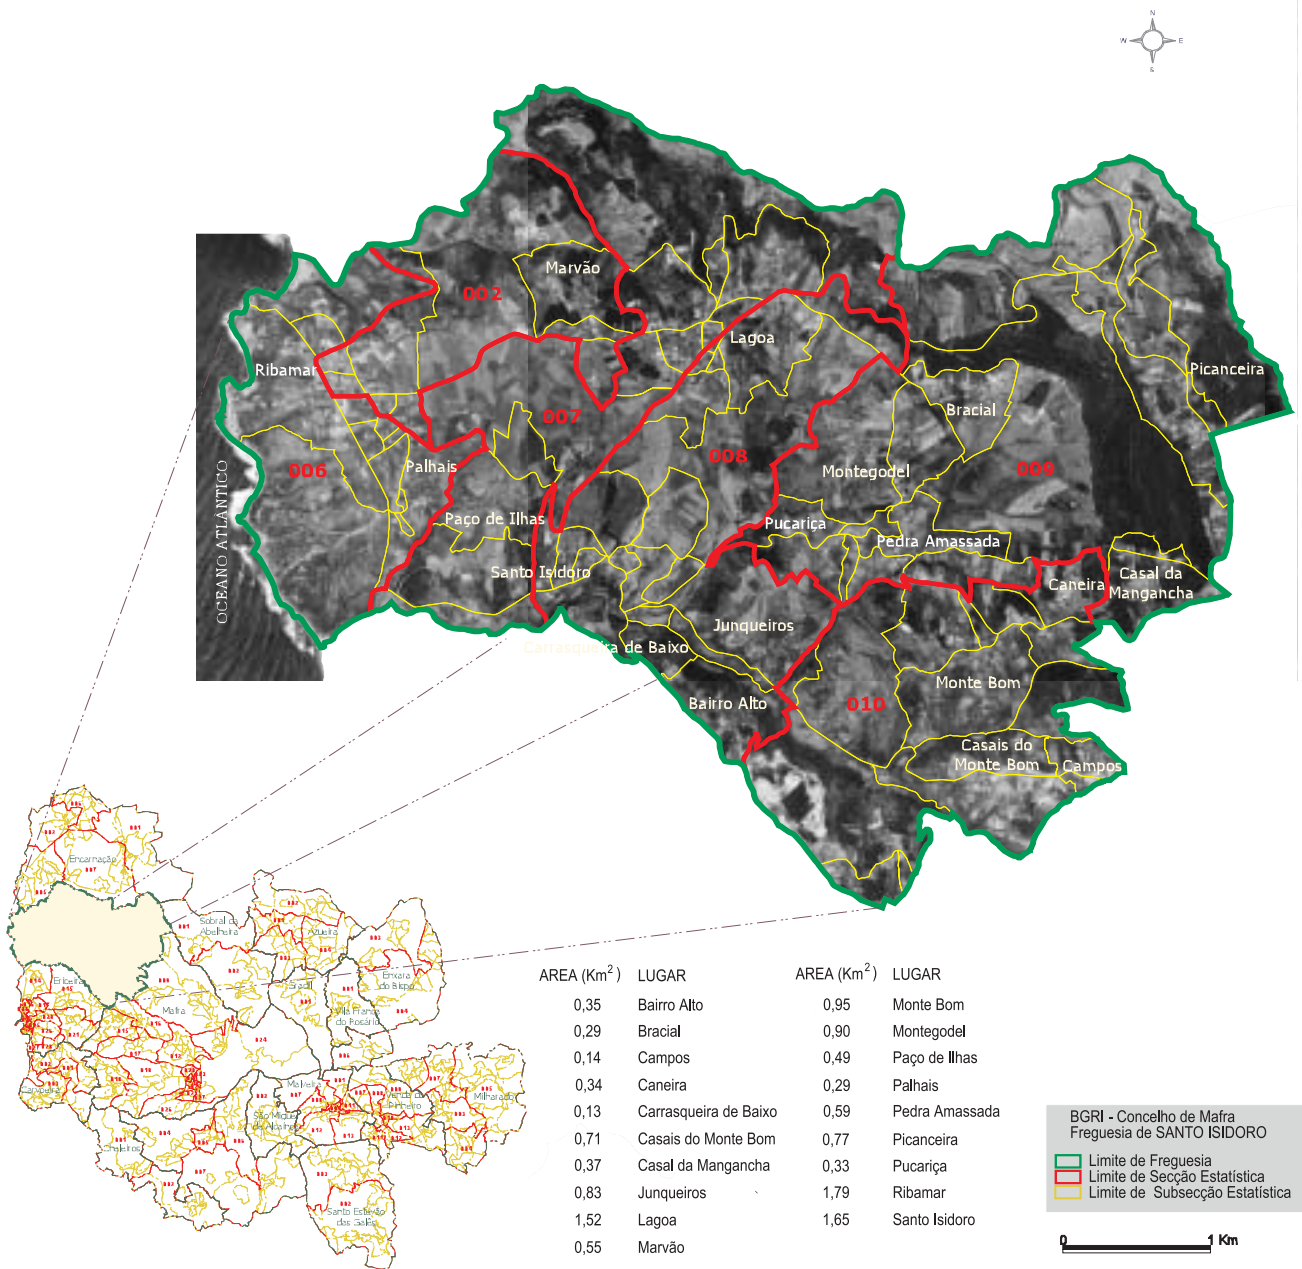 N
W
E
S
Marvão
002
Lagoa
Ribamar
Picanceira
Bracial
007
006
Palhais
008
Montegodel
009
Paço de Ilhas
Pucariça
Pedra Amassada
Santo Isidoro
Caneira
Casal da
Mangancha
Junqueiros
Carrasqueira de Baixo
OCEANO ATLÂNTICO
Monte Bom
Bairro Alto
010
Casais do
Monte Bom
Campos
Encarnação
Sobral da
Abelheira
Azueira
Enxara
do Bispo
Ericeira
Mafra
Gradil
Vila Franca
do Rosário
Carvoeira
Malveira
Venda do
Pinheiro
Milharado
São Miguel
de Alcainça
Cheleiros
Santo Estevão
das Galés
AREA (Km²) LUGAR
0,35 Bairro Alto
0,29 Bracial
0,14 Campos
0,34 Caneira
0,13 Carrasqueira de Baixo
0,71 Casais do Monte Bom
0,37 Casal da Mangancha
0,83 Junqueiros
1,52 Lagoa
0,55 Marvão
AREA (Km²) LUGAR
0,95 Monte Bom
0,90 Montegodel
0,49 Paço de Ilhas
0,29 Palhais
0,59 Pedra Amassada
0,77 Picanceira
0,33 Pucariça
1,79 Ribamar
1,65 Santo Isidoro
BGRI - Concelho de Mafra
Freguesia de SANTO ISIDORO
Limite de Freguesia
Limite de Secção Estatística
Limite de Subsecção Estatística
0 1 Km